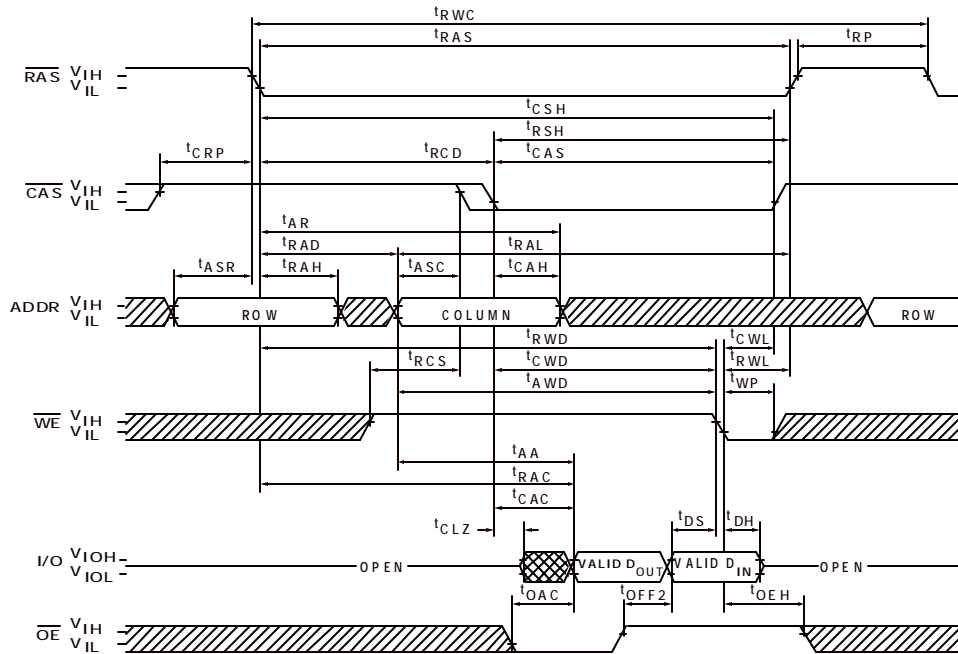 tRWC
tRAS tRP
RAS VIH
VIL
tCSH
tRSH
tCRP tRCD tCAS
CAS VIH
VIL
tAR
tRAD tRAL
tASR tRAH tASC tCAH
ADDR VIH
VIL
ROW COLUMN ROW
tRWD tCWL
tRCS tCWD tRWL
tAWD tWP
WE VIH
VIL
tAA
tRAC
tCAC
tCLZ tDS tDH
I/O VIOH
VIOL
OPEN VALID DOUT VALID DIN OPEN
tOAC tOFF2 tOEH
OE VIH
VIL